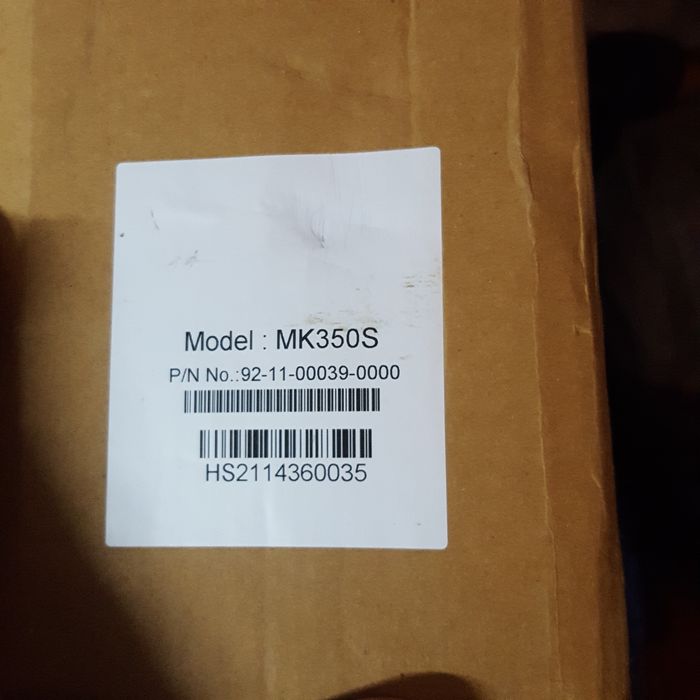 Model : MK350S
P/N No.:92-11-00039-0000
HS2114360035